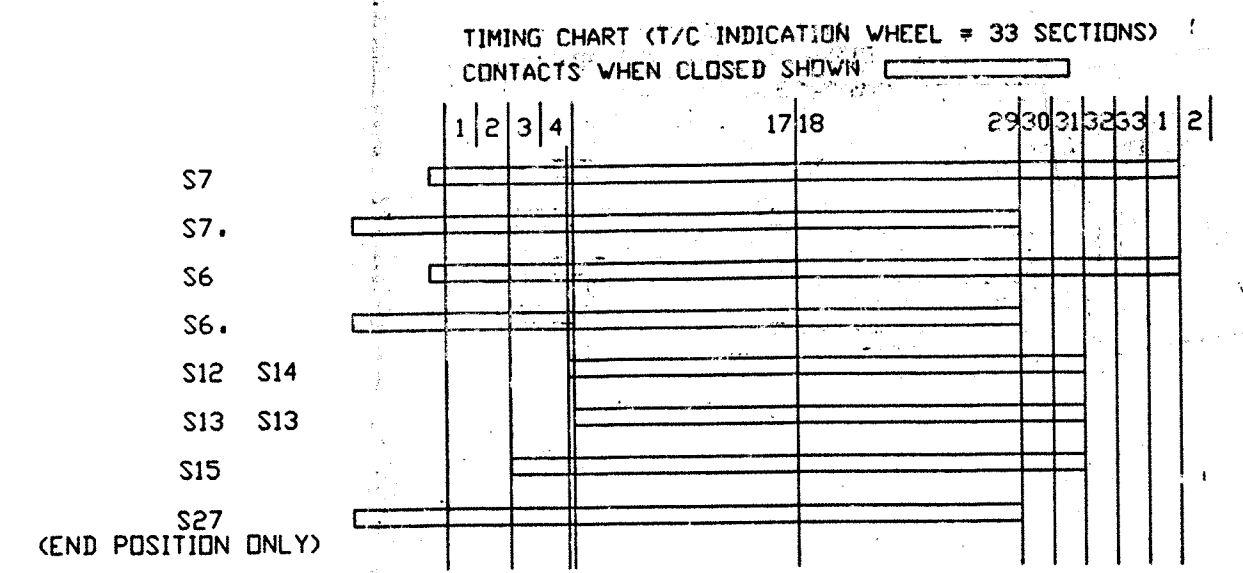 TIMING CHART (T/C INDICATION WHEEL = 33 SECTIONS)
CONTACTS WHEN CLOSED SHOWN
1 2 3 4 17 18 29 30 31 32 33 1 2
S7
S7.
S6
S6.
S12 S14
S13 S13
S15
S27
(END POSITION ONLY)